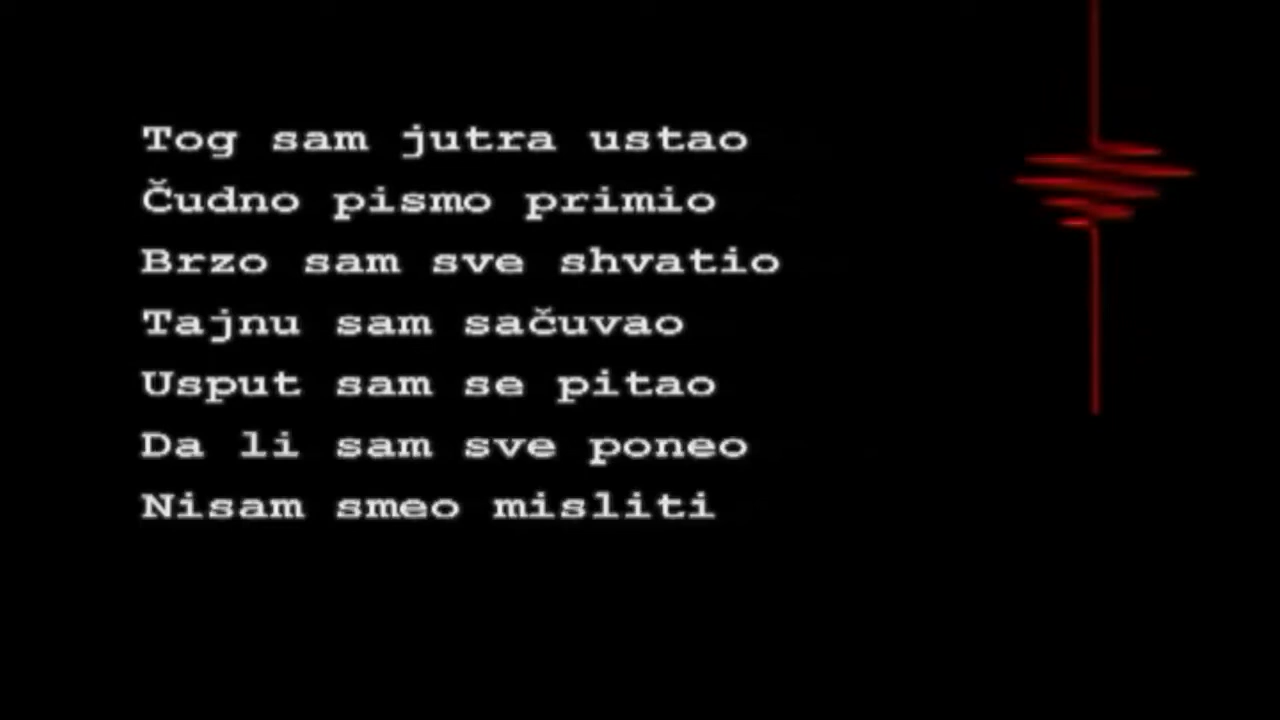 Tog sam jutra ustao
Čudno pismo primio
Brzo sam sve shvatio
Tajnu sam sačuvao
Usput sam se pitao
Da li sam sve poneo
Nisam smeo misliti